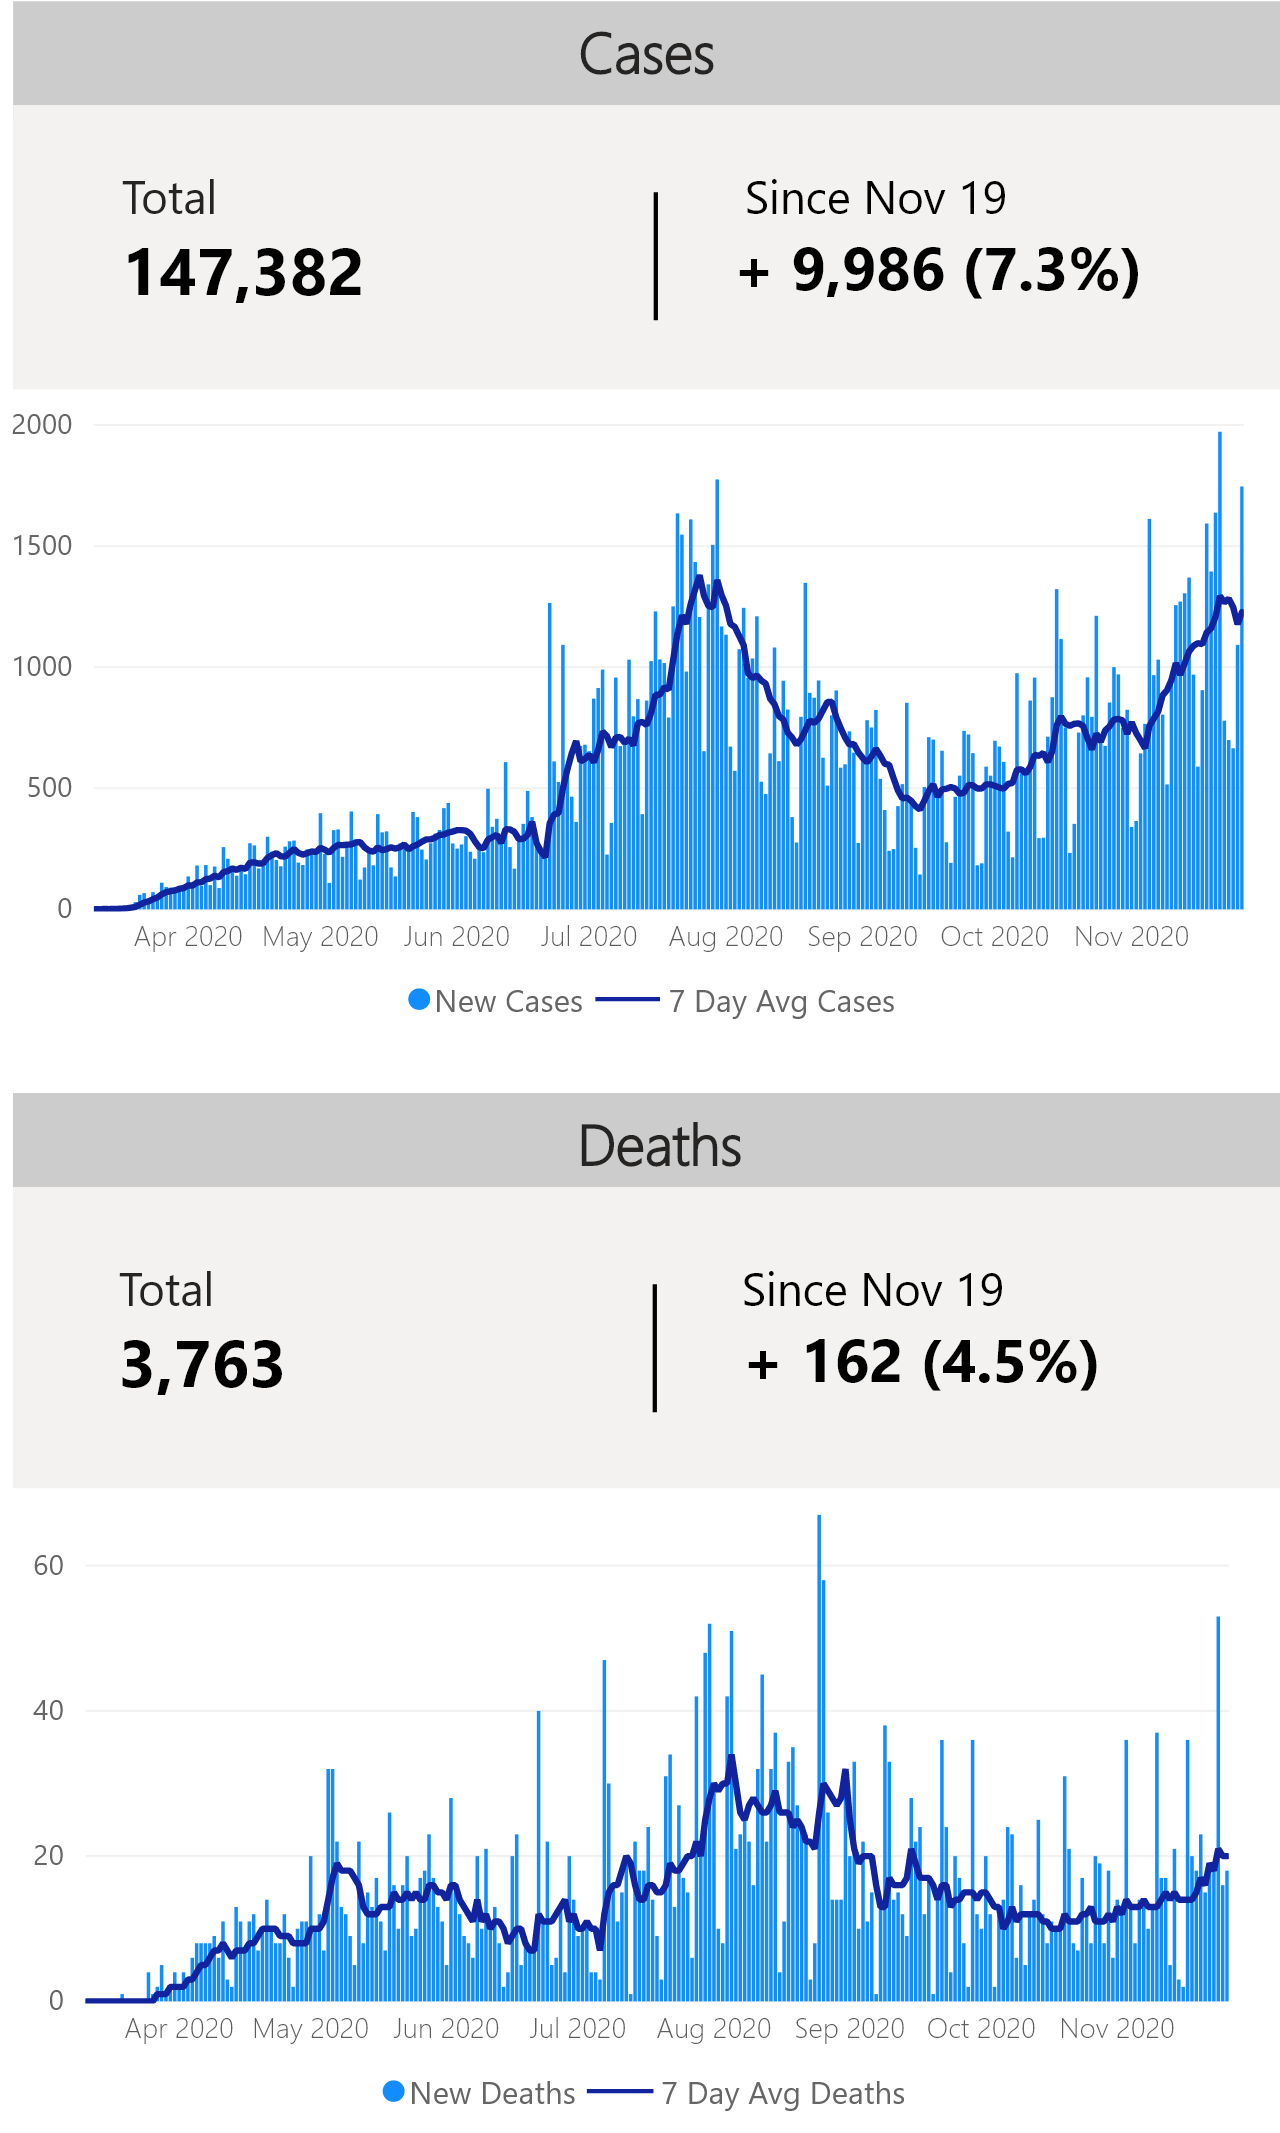 Cases
Total
Since Nov 19
147,382
+ 9,986 (7.3%)
2000
1500
1000
500
0
Apr 2020 May 2020 Jun 2020 Jul 2020 Aug 2020 Sep 2020 Oct 2020 Nov 2020
New Cases 7 Day Avg Cases
Deaths
Total
Since Nov 19
3,763
+ 162 (4.5%)
60
40
20
0
Apr 2020 May 2020 Jun 2020 Jul 2020 Aug 2020 Sep 2020 Oct 2020 Nov 2020
New Deaths 7 Day Avg Deaths